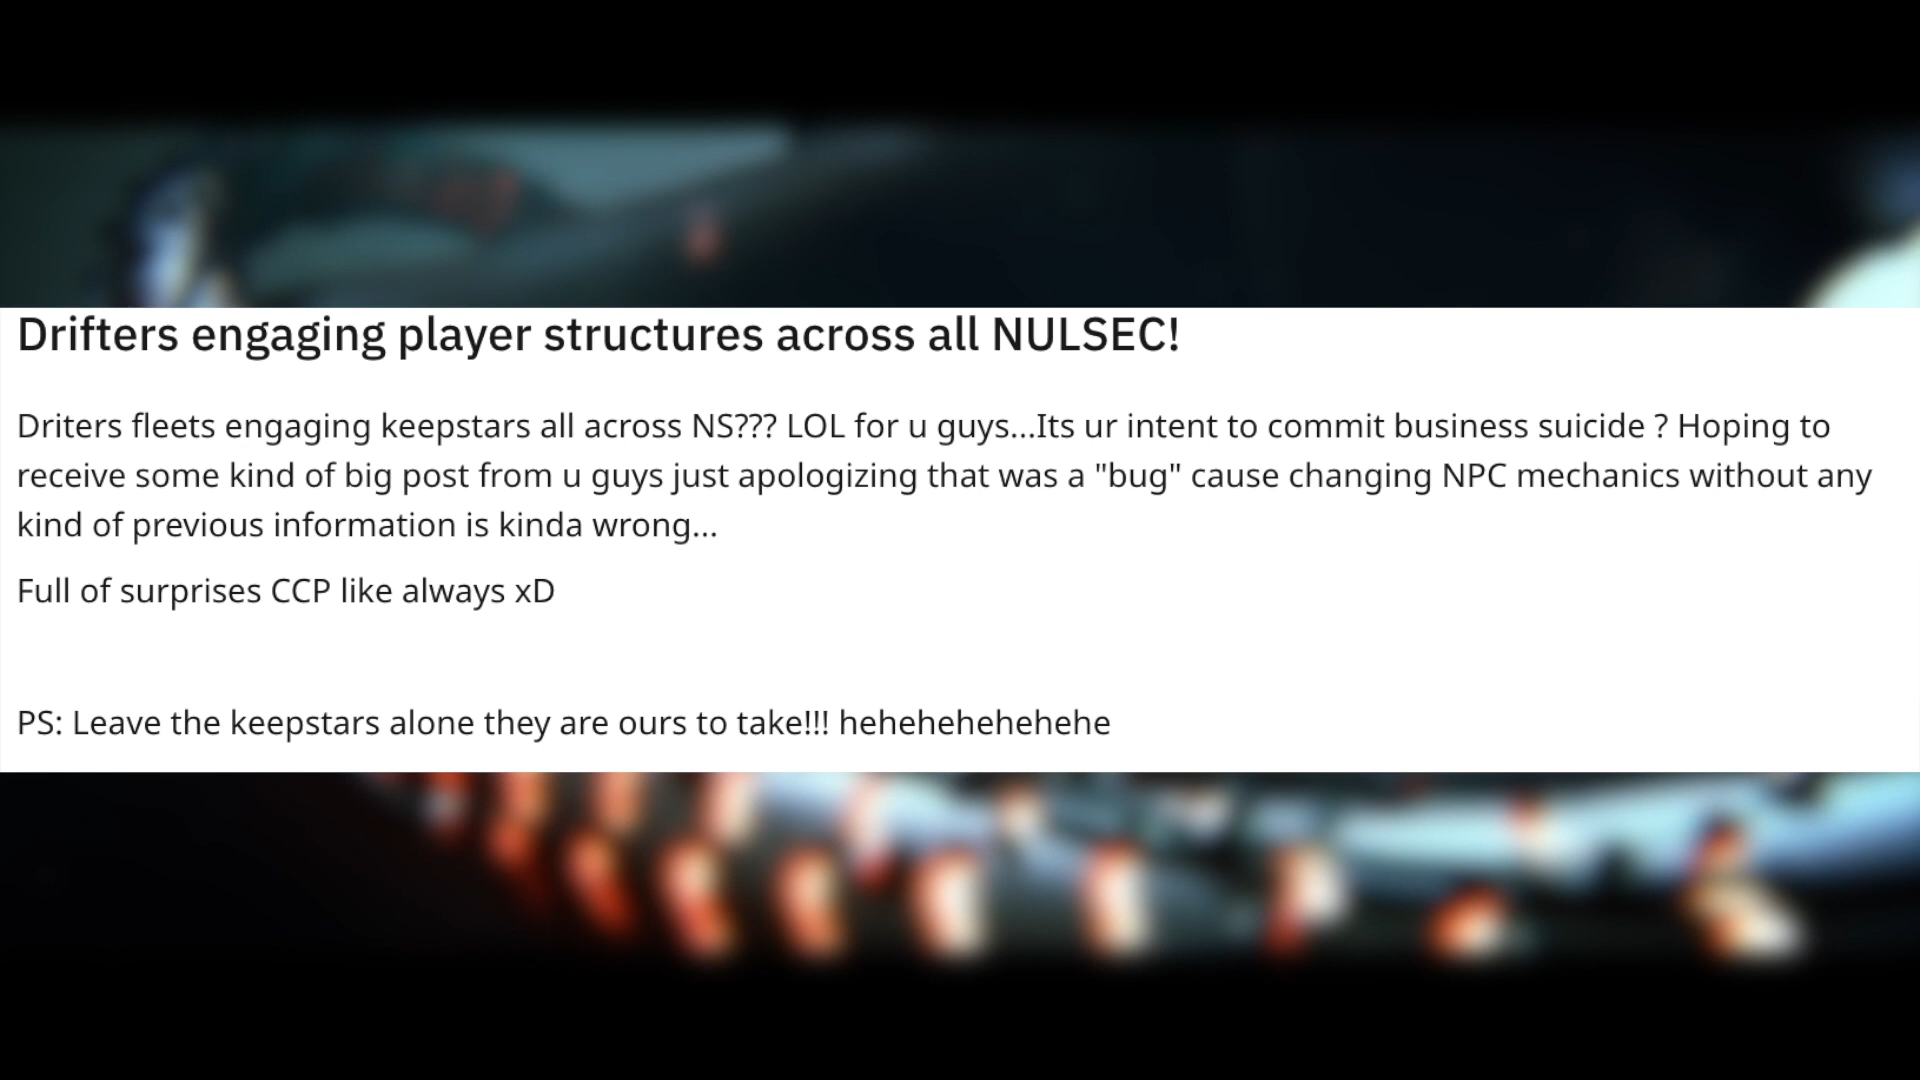 Drifters engaging player structures across all NULSEC!
Driters fleets engaging keepstars all across NS??? LOL for u guys...Its ur intent to commit business suicide ? Hoping to
receive some kind of big post from u guys just apologizing that was a "bug" cause changing NPC mechanics without any
kind of previous information is kinda wrong...
Full of surprises CCP like always xD
PS: Leave the keepstars alone they are ours to take!!! hehehehehehehe